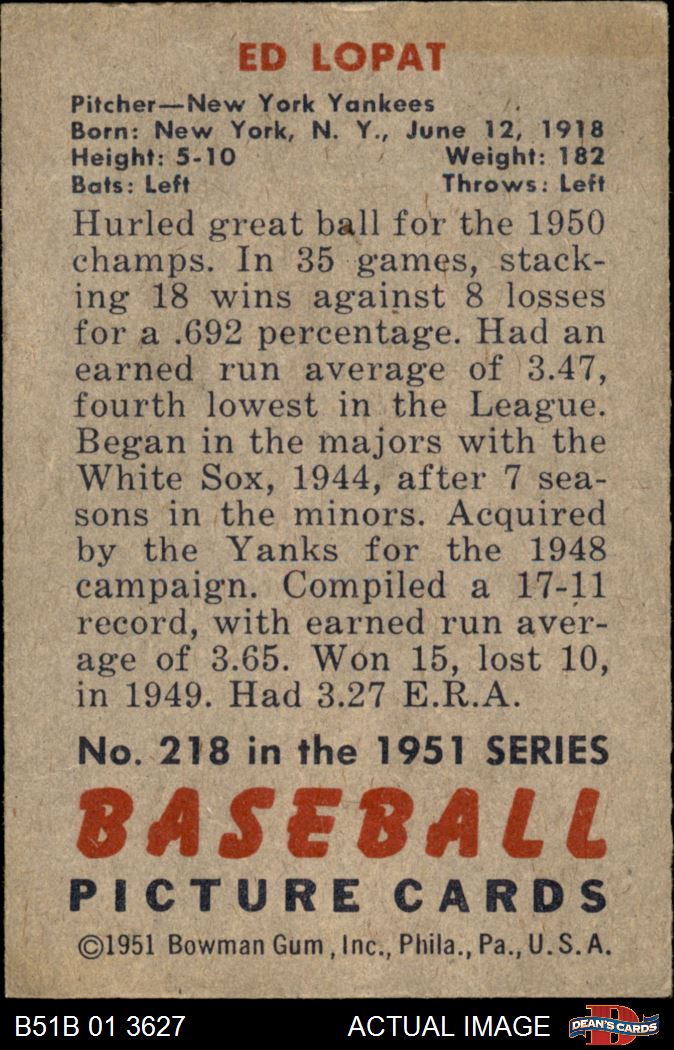 ED LOPAT
Pitcher—New York Yankees
Born: New York, N. Y., June 12, 1918
Height: 5-10 Weight: 182
Bats: Left Throws: Left
Hurled great ball for the 1950
champs. In 35 games, stack-
ing 18 wins against 8 losses
for a .692 percentage. Had an
earned run average of 3.47,
fourth lowest in the League.
Began in the majors with the
White Sox, 1944, after 7 sea-
sons in the minors. Acquired
by the Yanks for the 1948
campaign. Compiled a 17-11
record, with earned run aver-
age of 3.65. Won 15, lost 10,
in 1949. Had 3.27 E.R.A.
No. 218 in the 1951 SERIES
BASEBALL
PICTURE CARDS
©1951 Bowman Gum, Inc., Phila., Pa., U.S.A.
B51B 01 3627 ACTUAL IMAGE DEAN'S CARDS